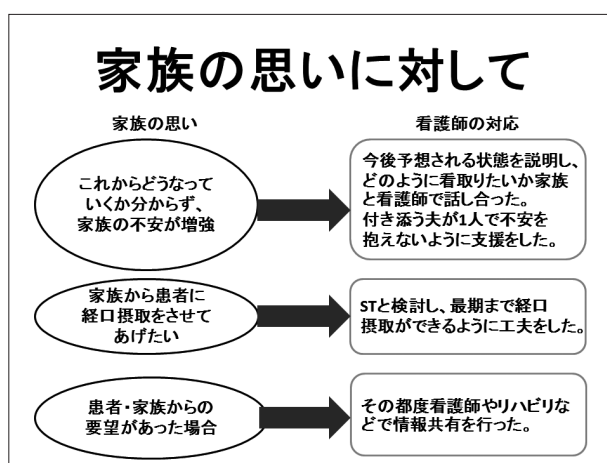 家族の思いに対して
家族の思い
看護師の対応
これからどうなって
いくか分からず、
家族の不安が増強
今後予想される状態を説明し、
どのように看取りたいか家族
と看護師で話し合った。
付き添う夫が1人で不安を
抱えないように支援をした。
家族から患者に
経口摂取をさせて
あげたい
STと検討し、最期まで経口
摂取ができるように工夫をした。
患者・家族からの
要望があった場合
その都度看護師やリハビリな
どで情報共有を行った。